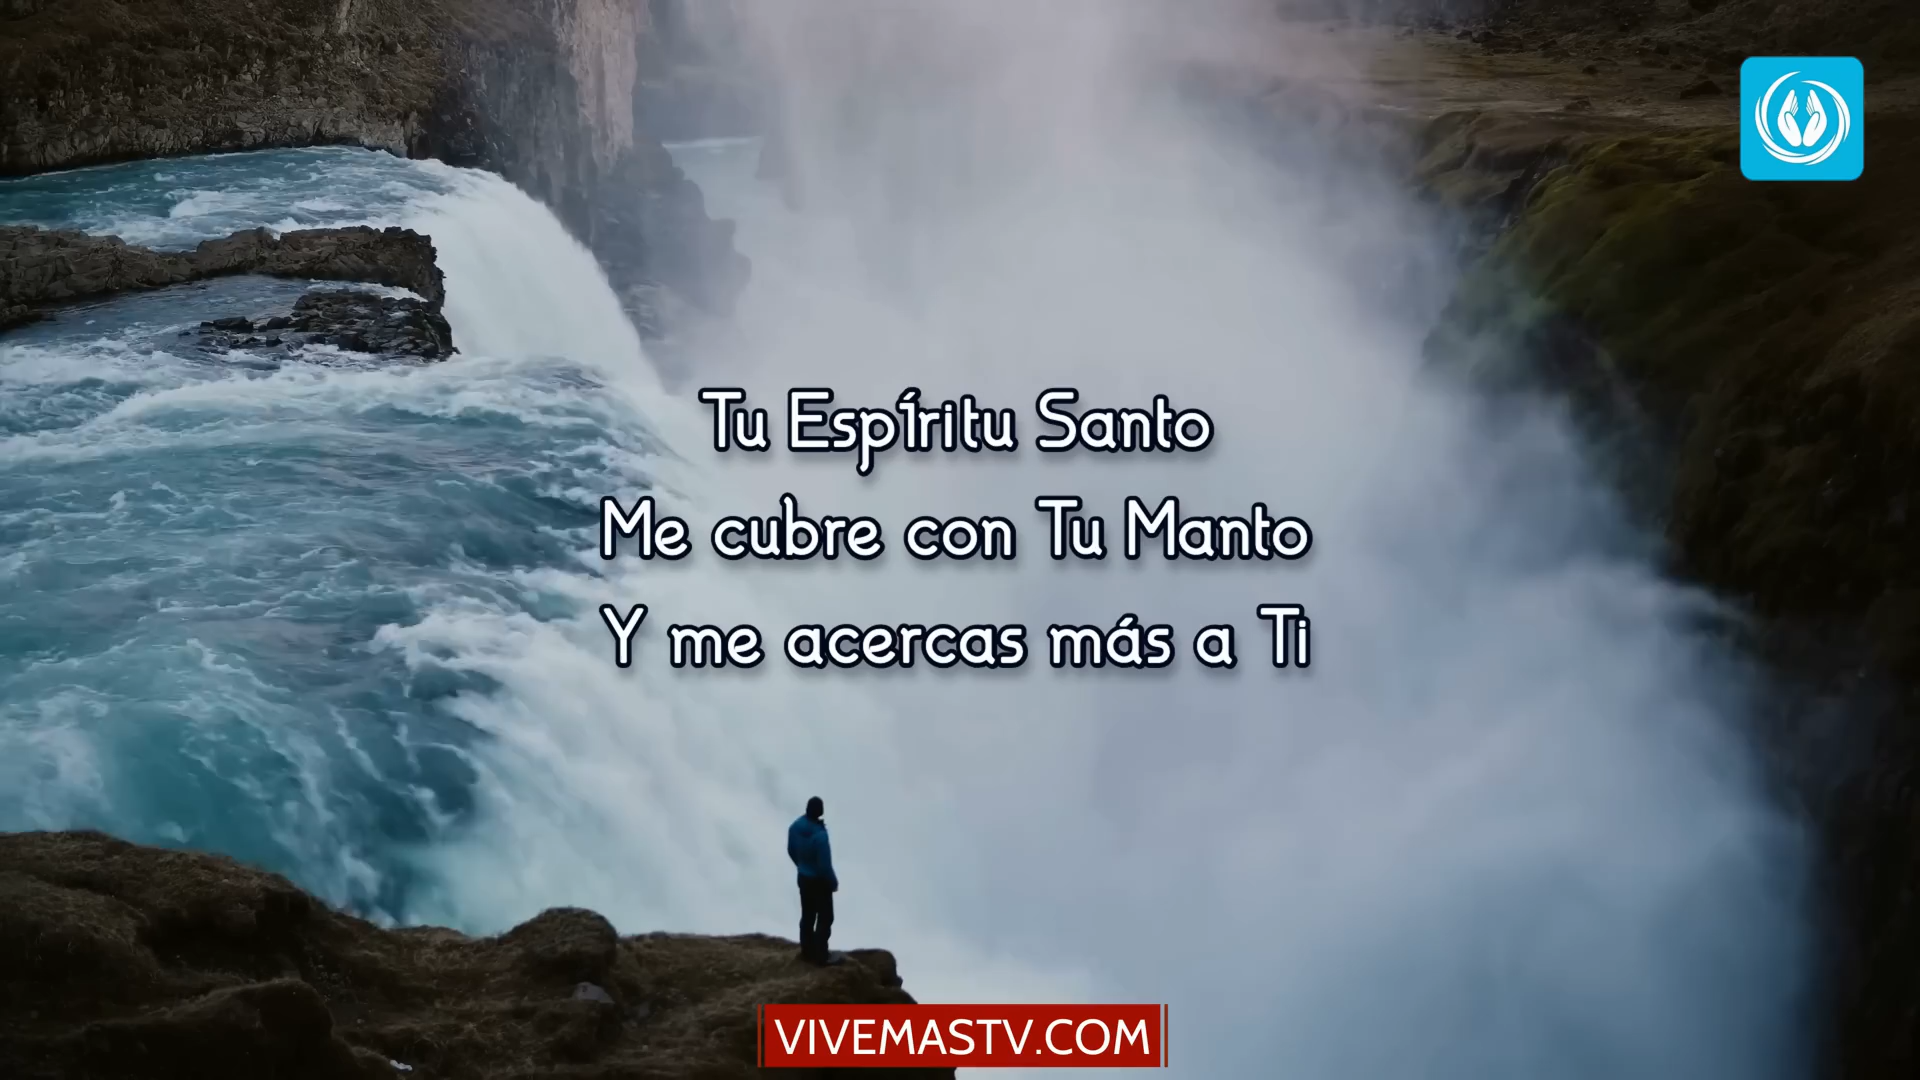 Tu Espíritu Santo
Me cubre con Tu Manto
Y me acercas más a Ti
VIVEMASTV.COM